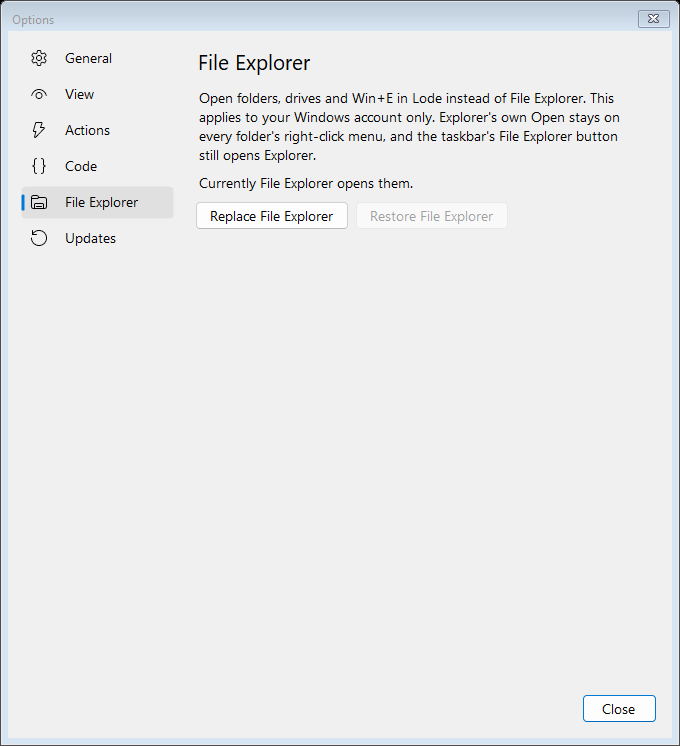 Options
General
View
Actions
Code
File Explorer
Updates
File Explorer
Open folders, drives and Win+E in Lode instead of File Explorer. This
applies to your Windows account only. Explorer's own Open stays on
every folder's right-click menu, and the taskbar's File Explorer button
still opens Explorer.
Currently File Explorer opens them.
Replace File Explorer
Restore File Explorer
Close